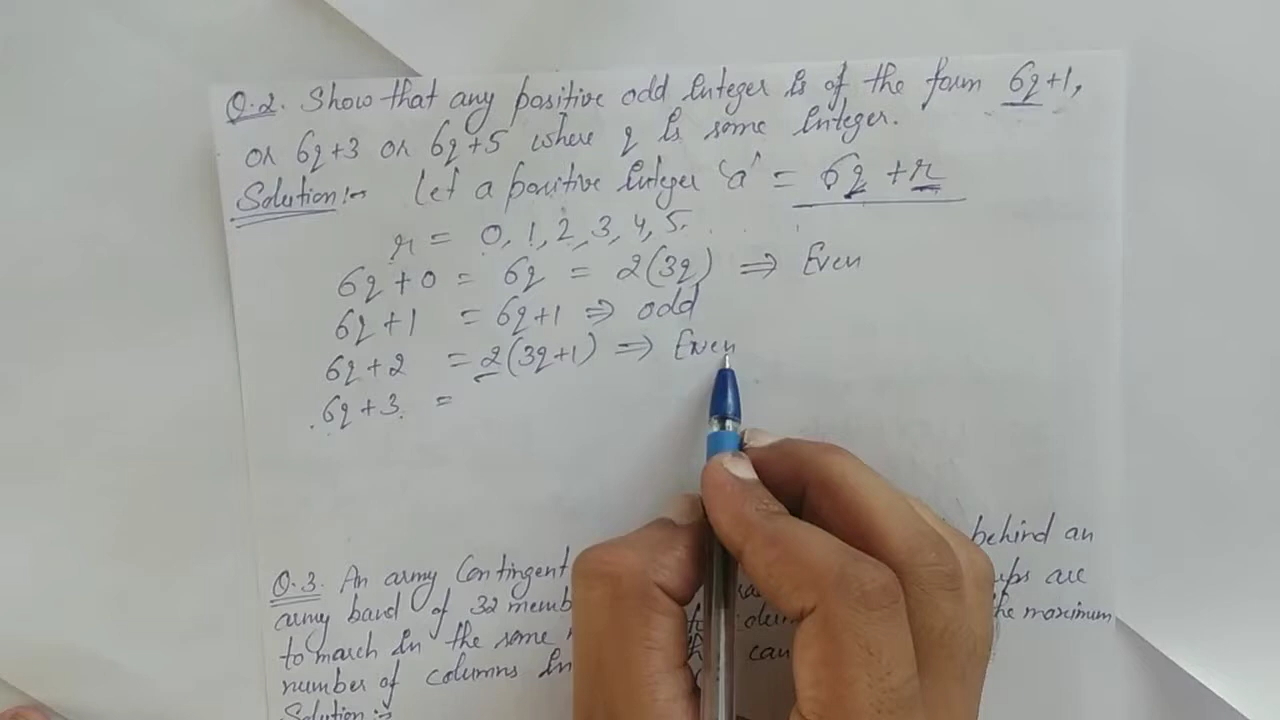 Q.2. Show that any positive odd integer is of the form 6q+1,
or 6q+3 or 6q+5 where q is some integer.
Solution:- Let a positive integer 'a' = 6q + r
r = 0, 1, 2, 3, 4, 5.
6q + 0 = 6q = 2(3q) ⇒ Even
6q + 1 = 6q+1 ⇒ odd
6q + 2 = 2(3q+1) ⇒ Even
6q + 3 =
Q.3. An army Contingent behind an
army band of 32 are
to march in the same the maximum
number of columns in can
Solution:-